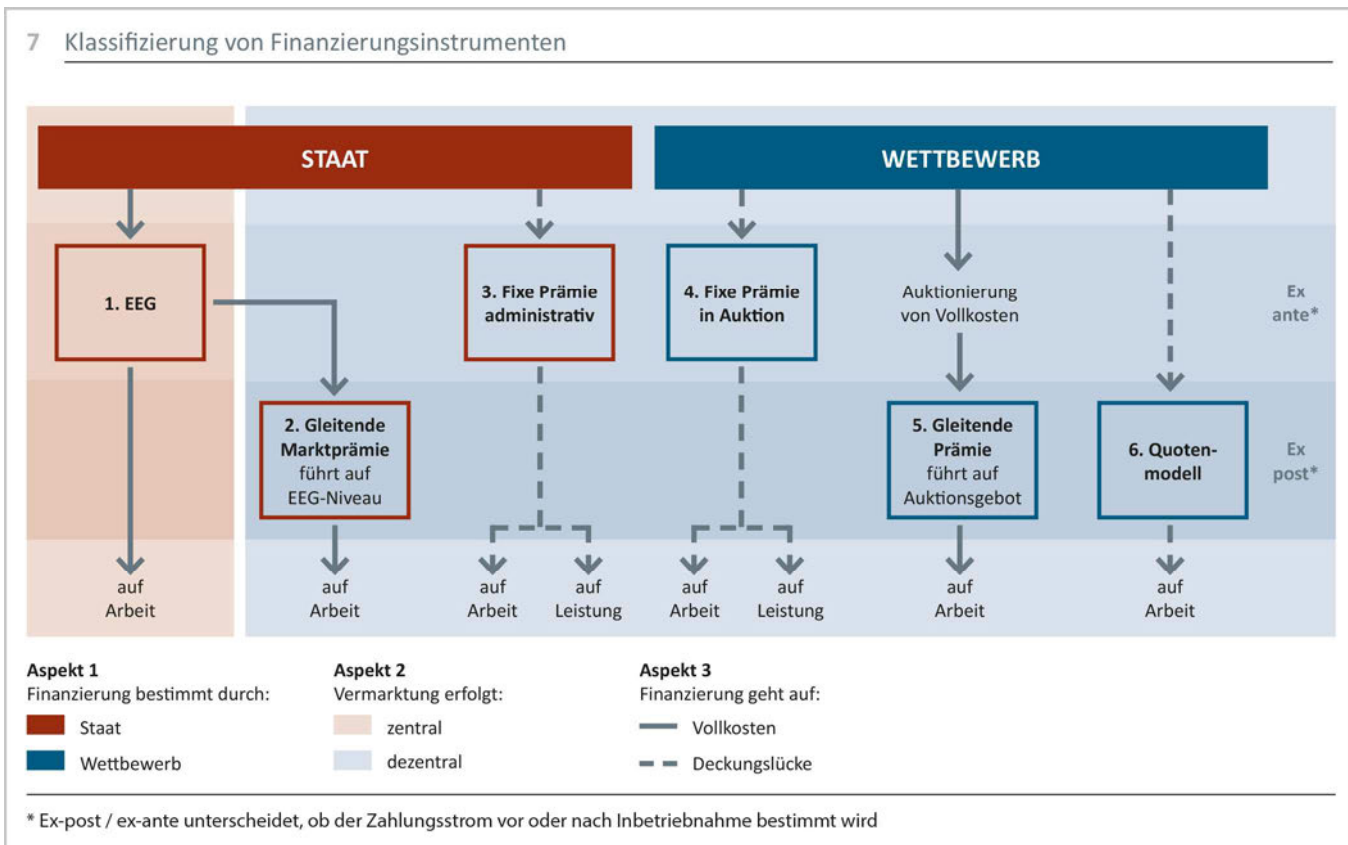 7 Klassifizierung von Finanzierungsinstrumenten
STAAT
WETTBEWERB
1. EEG
3. Fixe Prämie
administrativ
4. Fixe Prämie
in Auktion
Auktionierung
von Vollkosten
Ex
ante*
2. Gleitende
Marktprämie
führt auf
EEG-Niveau
5. Gleitende
Prämie
führt auf
Auktionsgebot
6. Quoten-
modell
Ex
post*
auf
Arbeit
auf
Arbeit
auf
Arbeit
auf
Leistung
auf
Arbeit
auf
Leistung
auf
Arbeit
auf
Arbeit
Aspekt 1
Finanzierung bestimmt durch:
Staat
Wettbewerb
Aspekt 2
Vermarktung erfolgt:
zentral
dezentral
Aspekt 3
Finanzierung geht auf:
Vollkosten
Deckungslücke
* Ex-post / ex-ante unterscheidet, ob der Zahlungsstrom vor oder nach Inbetriebnahme bestimmt wird